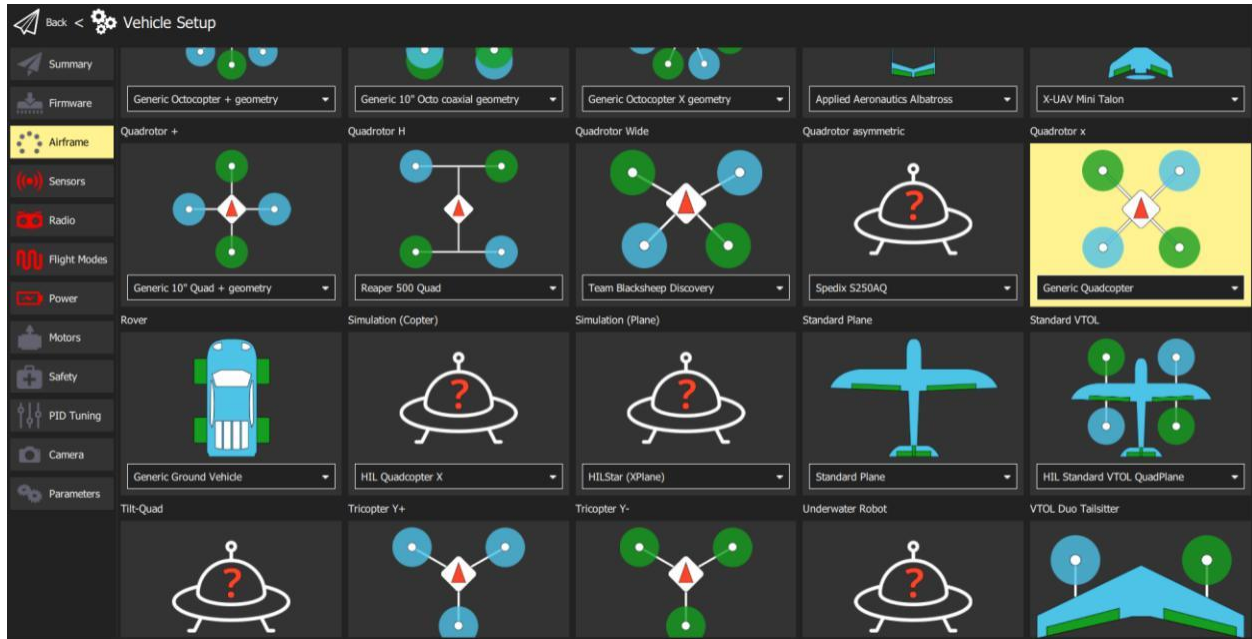 Back < Vehicle Setup
Summary
Firmware
Airframe
Sensors
Radio
Flight Modes
Power
Motors
Safety
PID Tuning
Camera
Parameters
Generic Octocopter + geometry
Generic 10" Octo coaxial geometry
Generic Octocopter X geometry
Applied Aeronautics Albatross
X-UAV Mini Talon
Quadrotor +
Quadrotor H
Quadrotor Wide
Quadrotor asymmetric
Quadrotor x
?
Generic 10" Quad + geometry
Reaper 500 Quad
Team Blacksheep Discovery
Spedix S250AQ
Generic Quadcopter
Rover
Simulation (Copter)
Simulation (Plane)
Standard Plane
Standard VTOL
?
?
Generic Ground Vehicle
HIL Quadcopter X
HILStar (XPlane)
Standard Plane
HIL Standard VTOL QuadPlane
Tilt-Quad
Tricopter Y+
Tricopter Y-
Underwater Robot
VTOL Duo Tailsitter
?
?